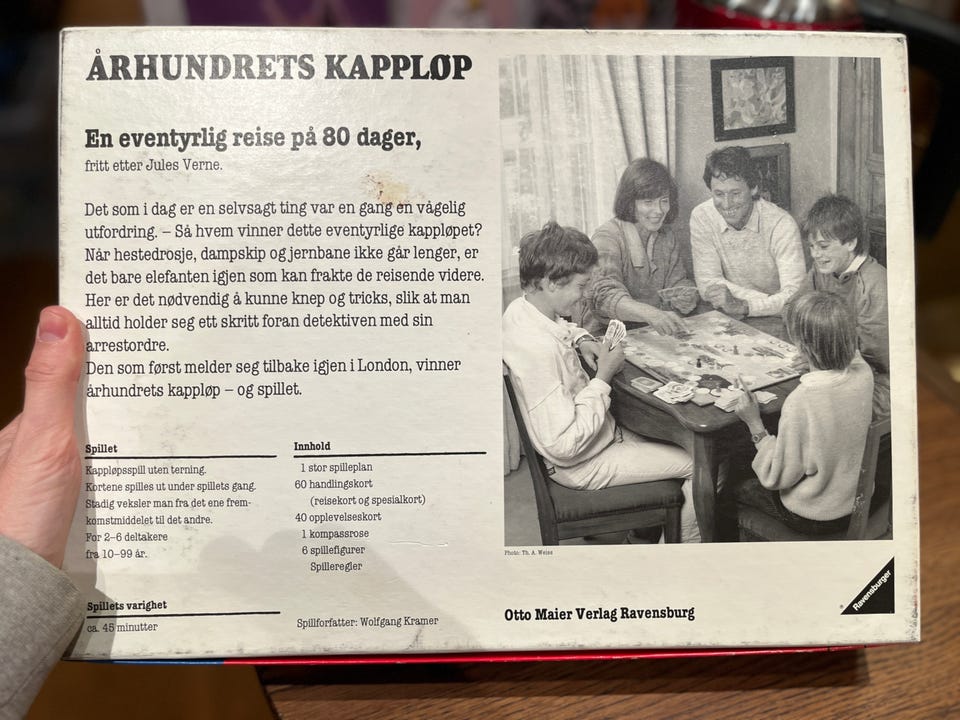 ÅRHUNDRETS KAPPLØP
En eventyrlig reise på 80 dager,
fritt etter Jules Verne.
Det som i dag er en selvsagt ting var en gang en vågelig
utfordring. – Så hvem vinner dette eventyrlige kappløpet?
Når hestedrosje, dampskip og jernbane ikke går lenger, er
det bare elefanten igjen som kan frakte de reisende videre.
Her er det nødvendig å kunne knep og tricks, slik at man
alltid holder seg ett skritt foran detektiven med sin
arrestordre.
Den som først melder seg tilbake igjen i London, vinner
århundrets kappløp – og spillet.
Spillet
Kappløpsspill uten terning.
Kortene spilles ut under spillets gang.
Stadig veksler man fra det ene frem-
komstmiddelet til det andre.
For 2–6 deltakere
fra 10–99 år.
Spillets varighet
ca. 45 minutter
Innhold
1 stor spilleplan
60 handlingskort
(reisekort og spesialkort)
40 opplevelseskort
1 kompassrose
6 spillefigurer
Spilleregler
Spillforfatter: Wolfgang Kramer
Photo: Th. A. Weiss
Otto Maier Verlag Ravensburg
Ravensburger